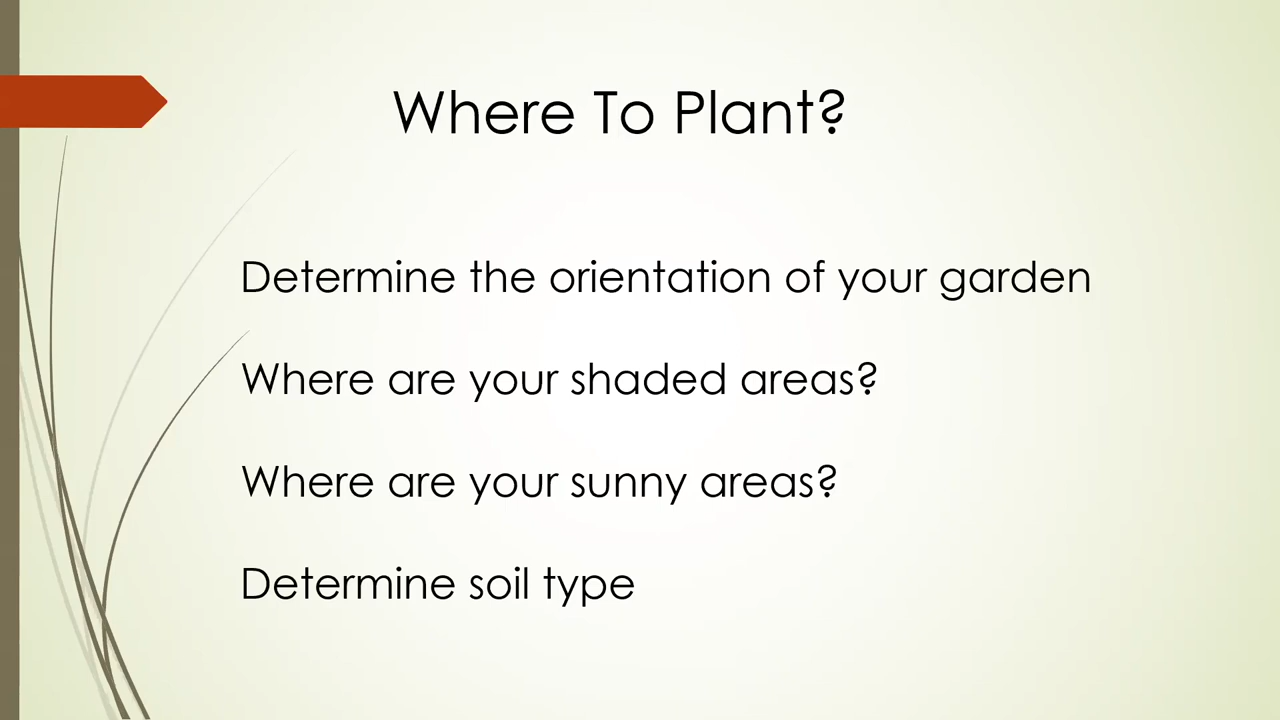 Where To Plant?
Determine the orientation of your garden
Where are your shaded areas?
Where are your sunny areas?
Determine soil type